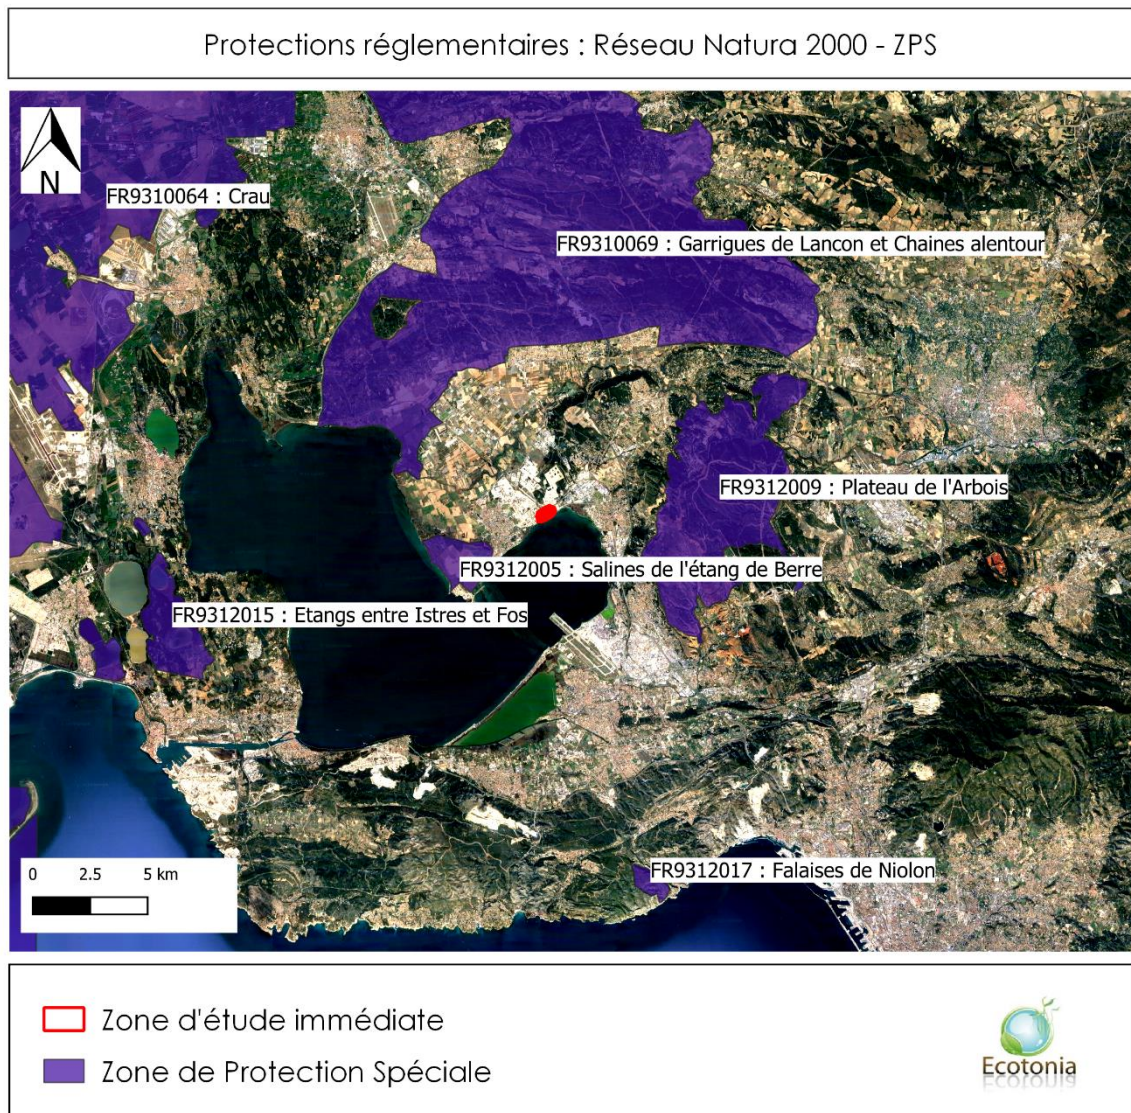 Protections réglementaires : Réseau Natura 2000 - ZPS
N
FR9310064 : Crau
FR9310069 : Garrigues de Lancon et Chaines alentour
FR9312009 : Plateau de l'Arbois
FR9312005 : Salines de l'étang de Berre
FR9312015 : Etangs entre Istres et Fos
FR9312017 : Falaises de Niolon
0 2.5 5 km
Zone d'étude immédiate
Zone de Protection Spéciale
Ecotonia